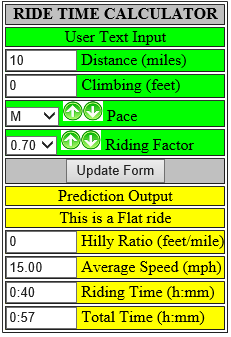 RIDE TIME CALCULATOR
User Text Input
10 Distance (miles)
0 Climbing (feet)
M Pace
0.70 Riding Factor
Update Form
Prediction Output
This is a Flat ride
0 Hilly Ratio (feet/mile)
15.00 Average Speed (mph)
0:40 Riding Time (h:mm)
0:57 Total Time (h:mm)